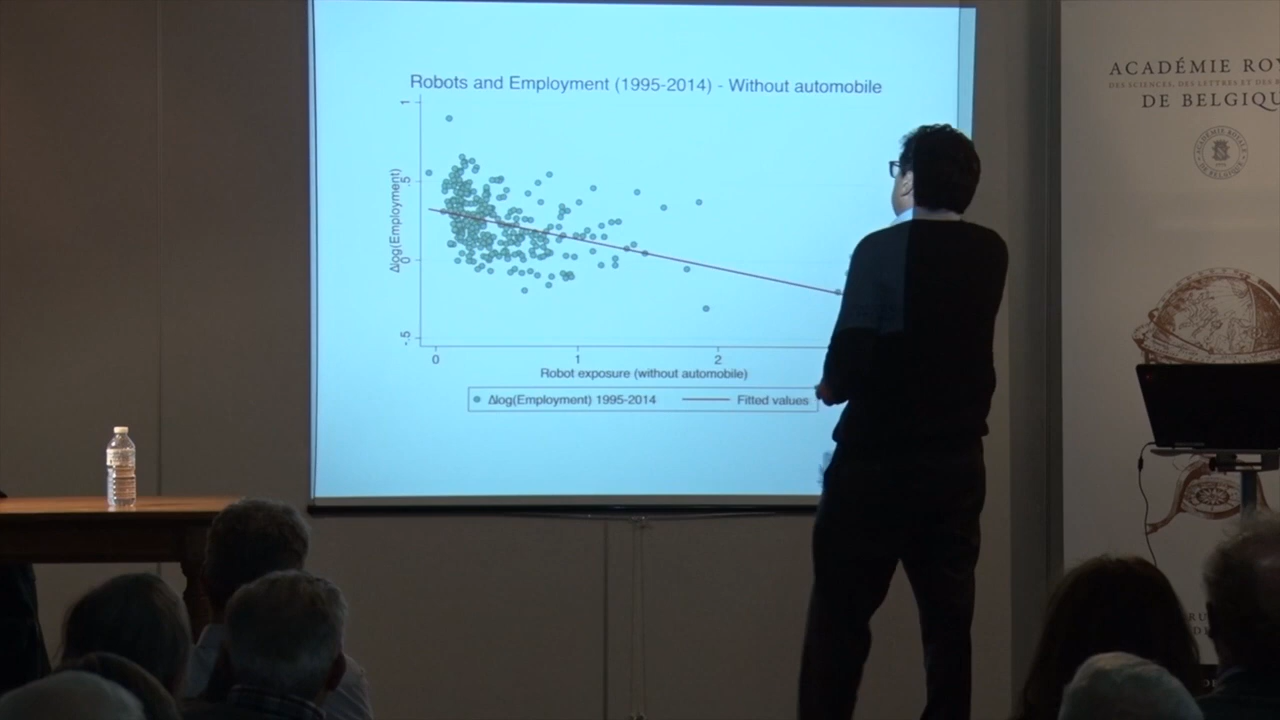 Robots and Employment (1995-2014) - Without automobile
1
.5
0
-.5
Δlog(Employment)
0
1
2
Robot exposure (without automobile)
Δlog(Employment) 1995-2014
Fitted values
ACADÉMIE ROY
DE BELGIQU